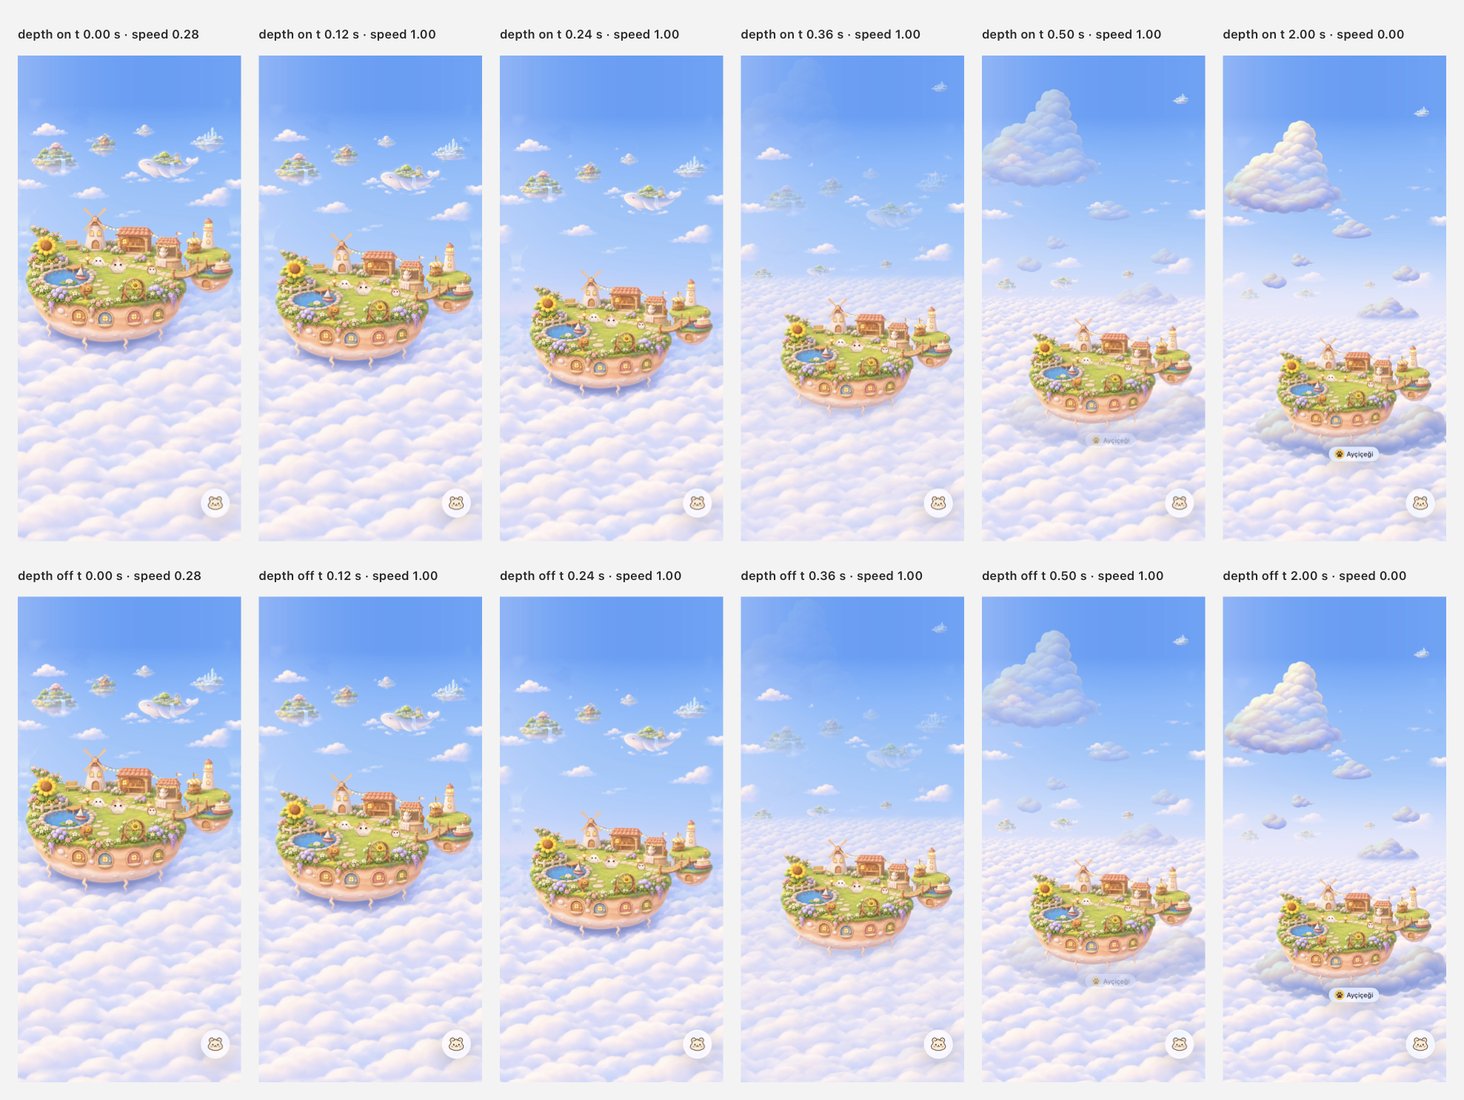 depth on t 0.00 s · speed 0.28
depth on t 0.12 s · speed 1.00
depth on t 0.24 s · speed 1.00
depth on t 0.36 s · speed 1.00
depth on t 0.50 s · speed 1.00
depth on t 2.00 s · speed 0.00
Ayçiçeği
Ayçiçeği
depth off t 0.00 s · speed 0.28
depth off t 0.12 s · speed 1.00
depth off t 0.24 s · speed 1.00
depth off t 0.36 s · speed 1.00
depth off t 0.50 s · speed 1.00
depth off t 2.00 s · speed 0.00
Ayçiçeği
Ayçiçeği